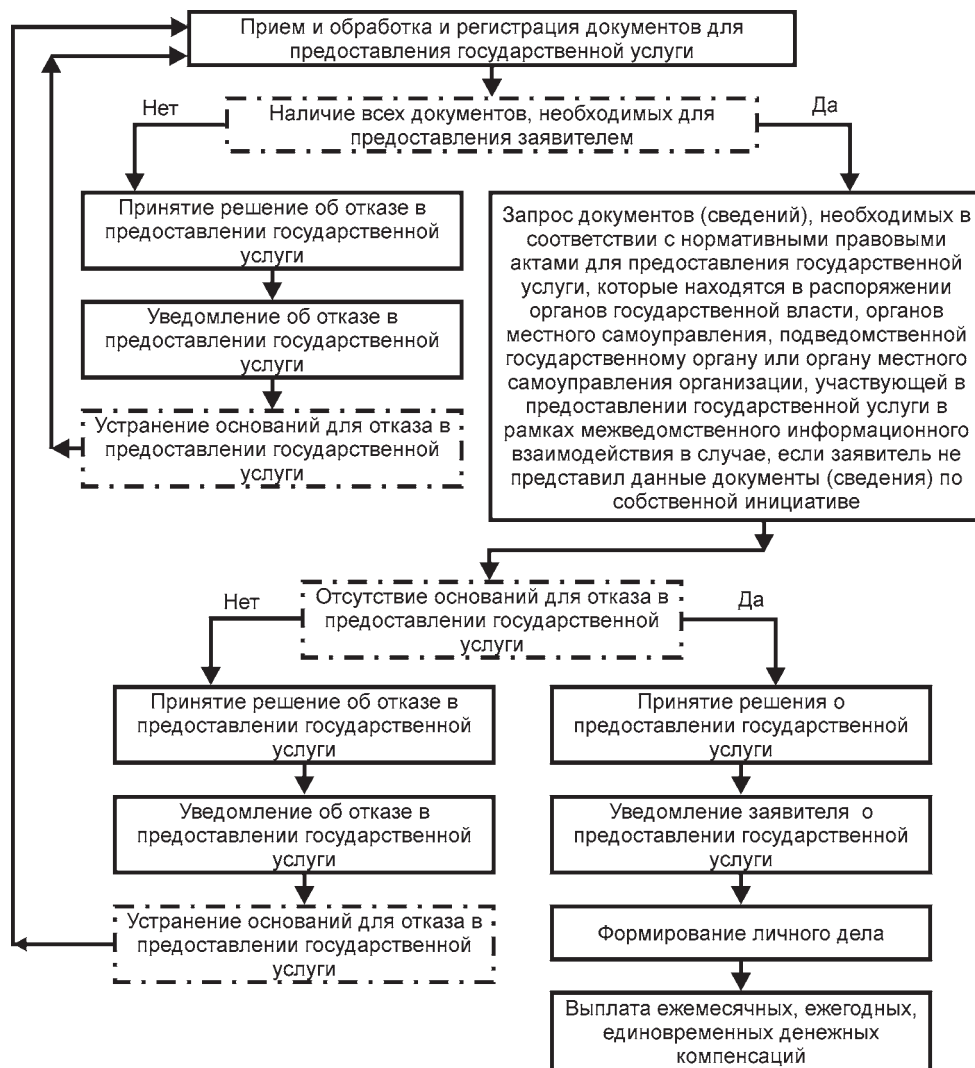 Прием и обработка и регистрация документов для
предоставления государственной услуги
Нет
Наличие всех документов, необходимых для
предоставления заявителем
Да
Принятие решение об отказе в
предоставлении государственной
услуги
Уведомление об отказе в
предоставлении государственной
услуги
Устранение оснований для отказа в
предоставлении государственной
услуги
Запрос документов (сведений), необходимых в
соответствии с нормативными правовыми
актами для предоставления государственной
услуги, которые находятся в распоряжении
органов государственной власти, органов
местного самоуправления, подведомственной
государственному органу или органу местного
самоуправления организации, участвующей в
предоставлении государственной услуги в
рамках межведомственного информационного
взаимодействия в случае, если заявитель не
представил данные документы (сведения) по
собственной инициативе
Нет
Отсутствие оснований для отказа в
предоставлении государственной
услуги
Да
Принятие решение об отказе в
предоставлении государственной
услуги
Уведомление об отказе в
предоставлении государственной
услуги
Устранение оснований для отказа в
предоставлении государственной
услуги
Принятие решения о
предоставлении государственной
услуги
Уведомление заявителя о
предоставлении государственной
услуги
Формирование личного дела
Выплата ежемесячных, ежегодных,
единовременных денежных
компенсаций